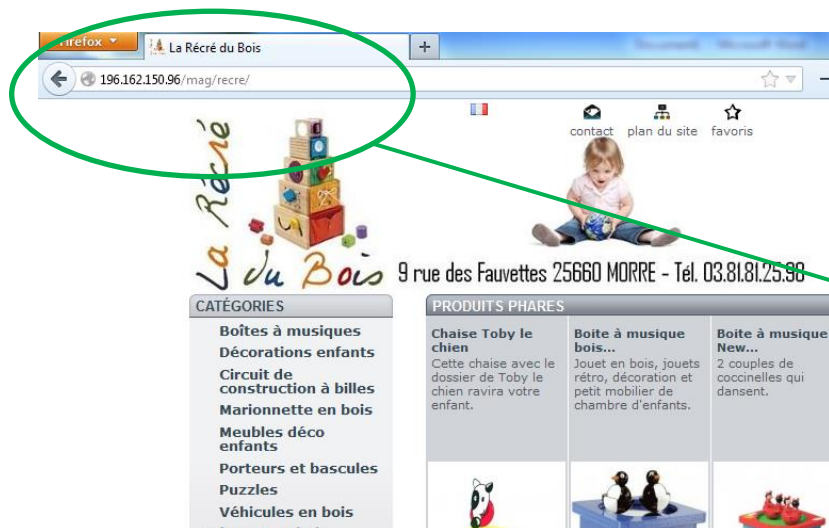 Firefox
La Récré du Bois
+
196.162.150.96/mag/recre/
contact plan du site favoris
La Récré
du Bois
9 rue des Fauvettes 25660 MORRE - Tél. 03.81.81.25.98
CATÉGORIES
Boîtes à musiques
Décorations enfants
Circuit de
construction à billes
Marionnette en bois
Meubles déco
enfants
Porteurs et bascules
Puzzles
Véhicules en bois
PRODUITS PHARES
Chaise Toby le
chien
Cette chaise avec le
dossier de Toby le
chien ravira votre
enfant.
Boite à musique
bois...
Jouet en bois, jouets
rétro, décoration et
petit mobilier de
chambre d'enfants.
Boite à musique
New...
2 couples de
coccinelles qui
dansent.